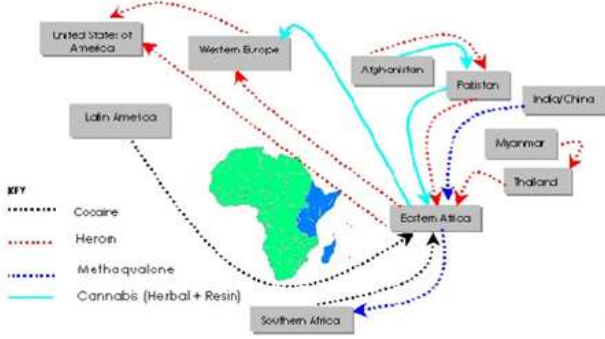 United States of
America
Western Europe
Afghanistan
Pakistan
India/China
Latin America
Myanmar
Thailand
Eastern Africa
KEY
Cocaire
Heroin
Methaqualone
Cannabis (Herbal + Resin)
Southern Africa